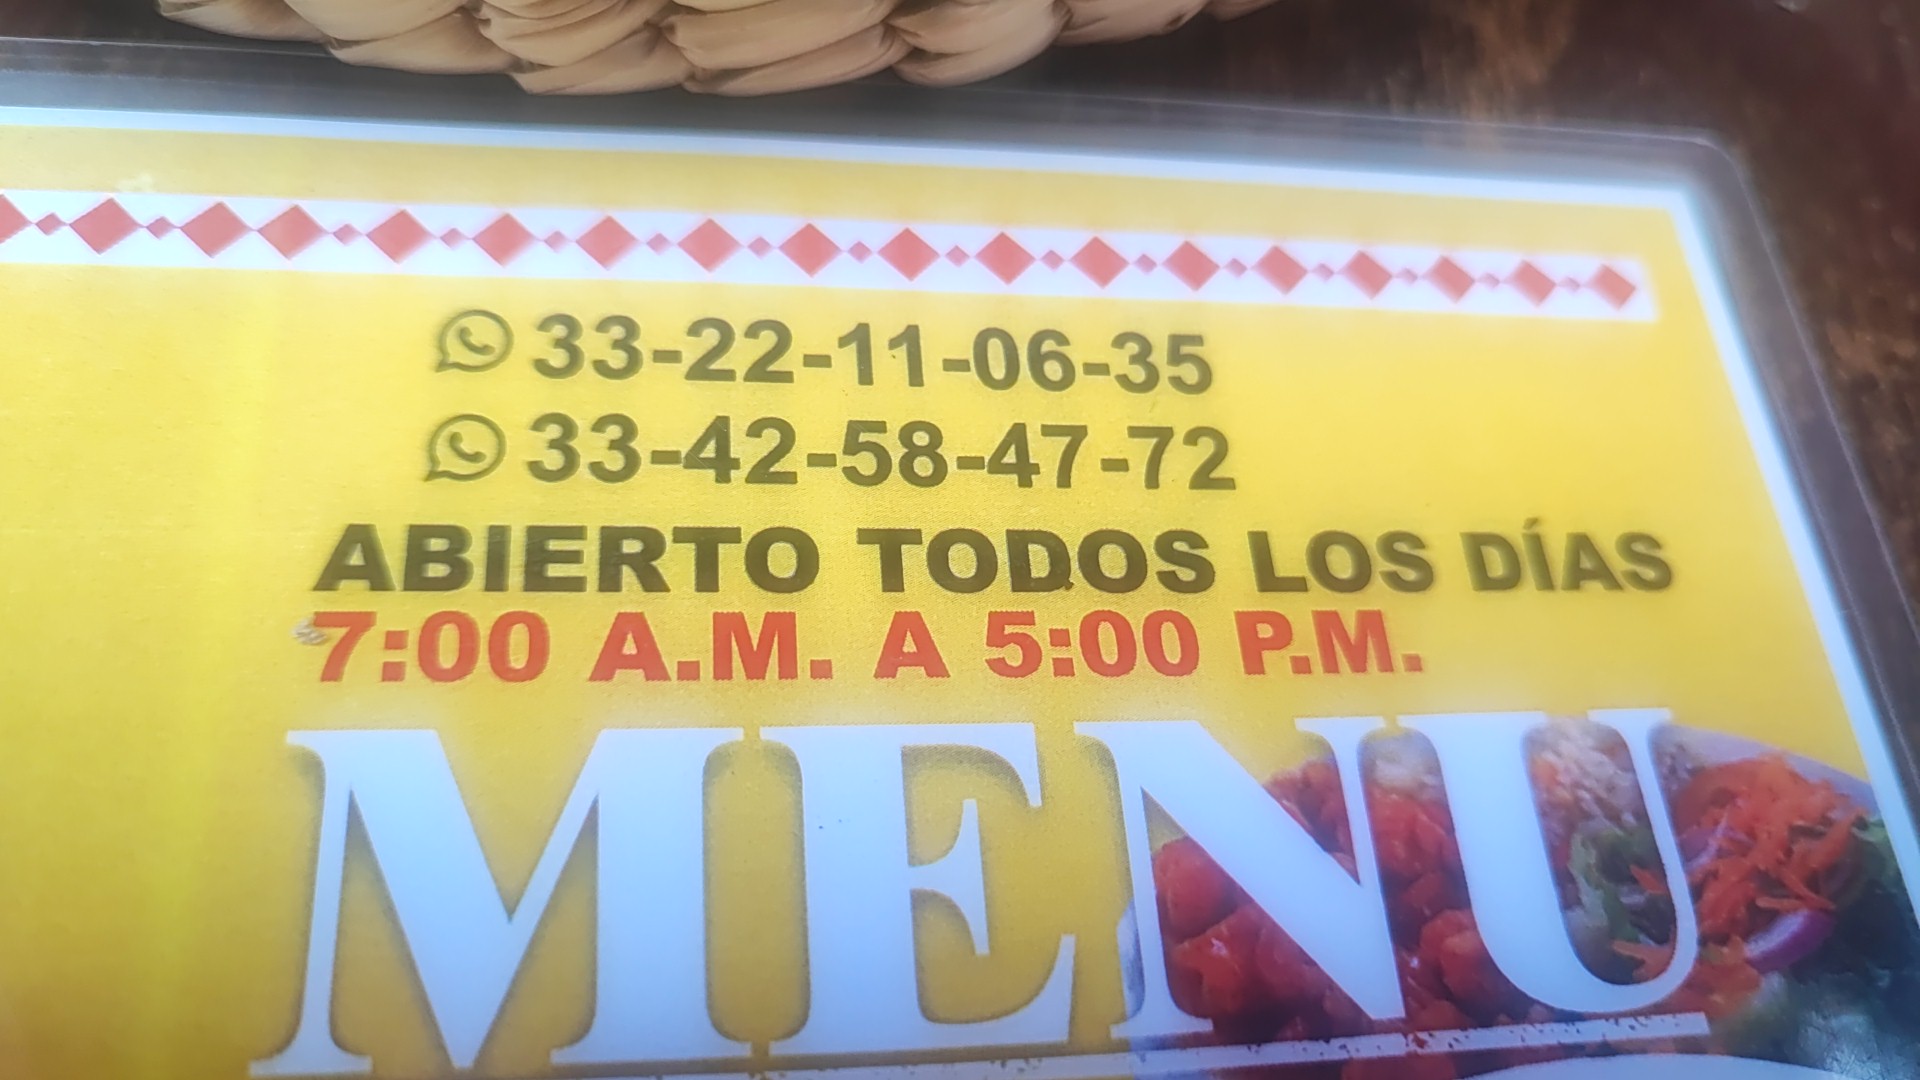 33-22-11-06-35
33-42-58-47-72
ABIERTO TODOS LOS DÍAS
7:00 A.M. A 5:00 P.M.
MENU